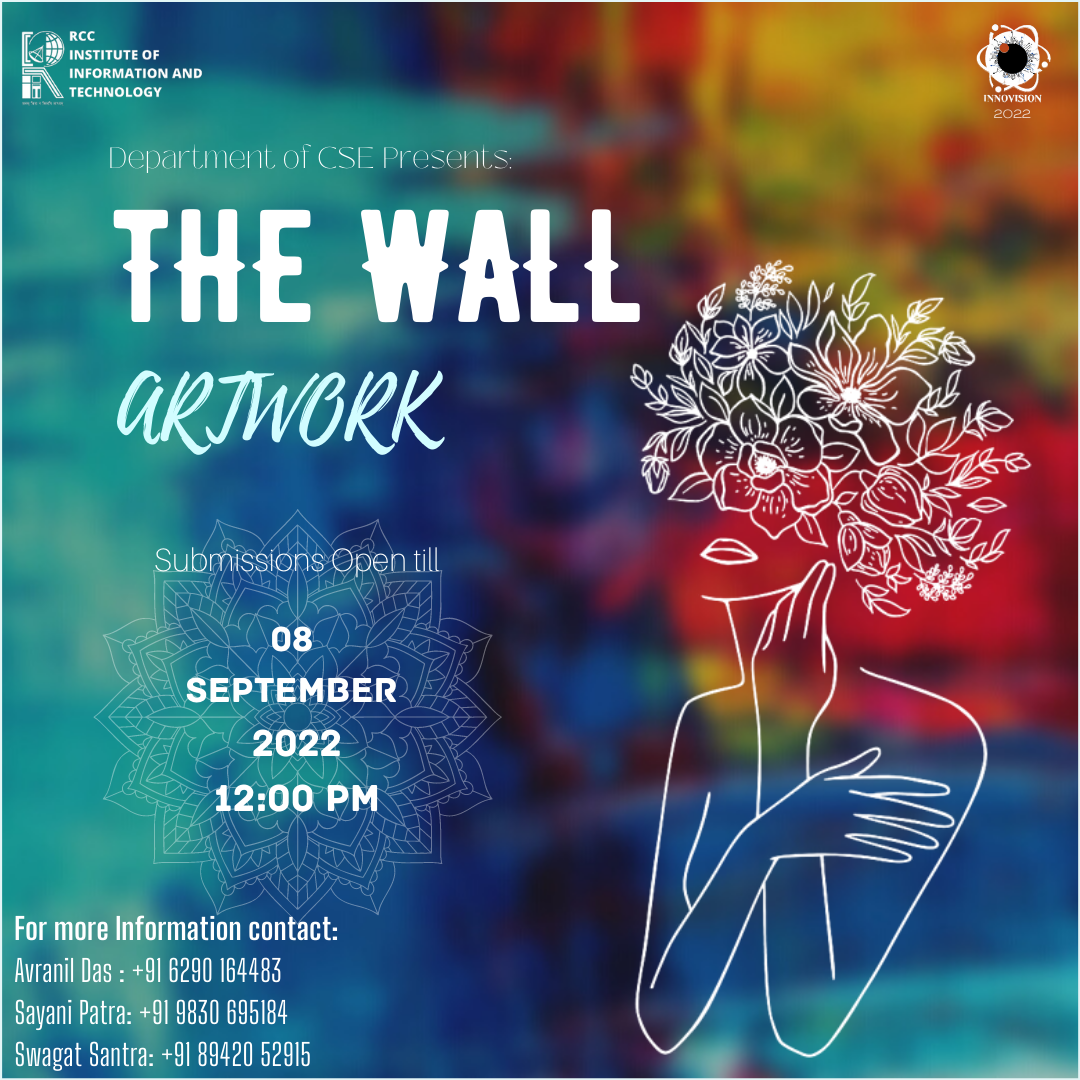 RCC
INSTITUTE OF
INFORMATION AND
TECHNOLOGY
INNOVISION
2022
Department of CSE Presents:
THE WALL
ARTWORK
Submissions Open till
08
SEPTEMBER
2022
12:00 PM
For more Information contact:
Avranil Das : +91 6290 164483
Sayani Patra: +91 9830 695184
Swagat Santra: +91 89420 52915